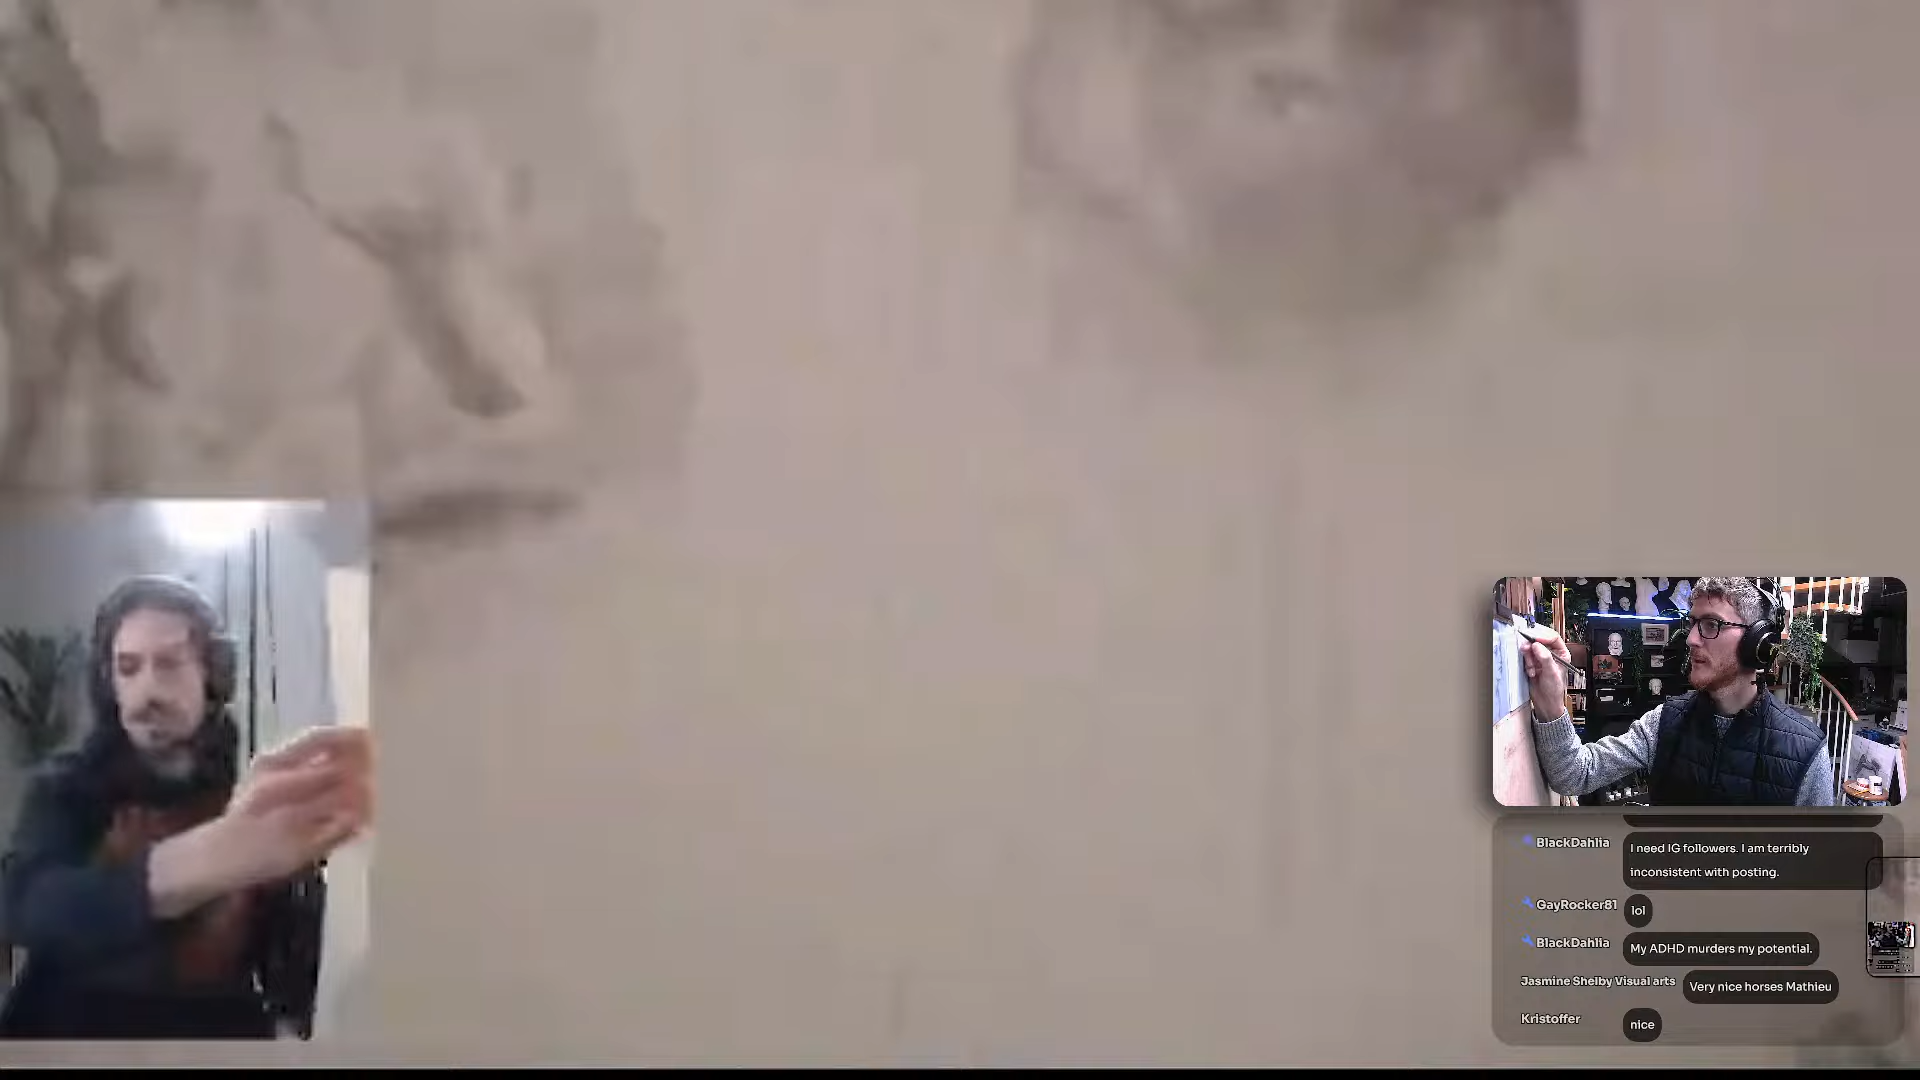 BlackDahlia
I need IG followers. I am terribly
inconsistent with posting.
GayRocker81
lol
BlackDahlia
My ADHD murders my potential.
Jasmine Shelby Visual arts
Very nice horses Mathieu
Kristoffer
nice